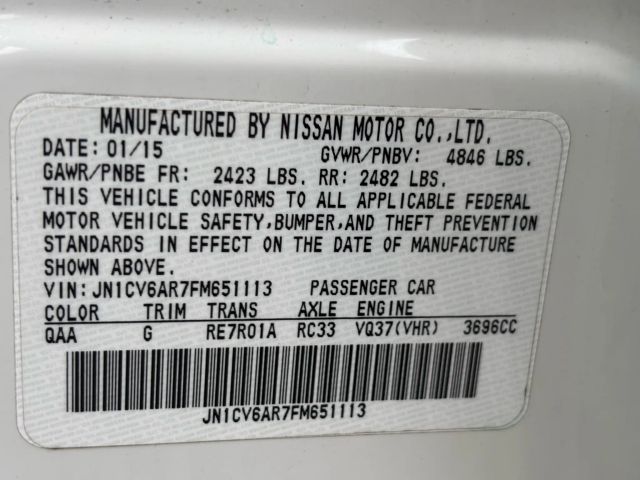 MANUFACTURED BY NISSAN MOTOR CO.,LTD.
DATE: 01/15 GVWR/PNBV: 4846 LBS.
GAWR/PNBE FR: 2423 LBS. RR: 2482 LBS.
THIS VEHICLE CONFORMS TO ALL APPLICABLE FEDERAL
MOTOR VEHICLE SAFETY,BUMPER,AND THEFT PREVENTION
STANDARDS IN EFFECT ON THE DATE OF MANUFACTURE
SHOWN ABOVE.
VIN:JN1CV6AR7FM651113 PASSENGER CAR
COLOR TRIM TRANS AXLE ENGINE
QAA G RE7R01A RC33 VQ37(VHR) 3696CC
JN1CV6AR7FM651113